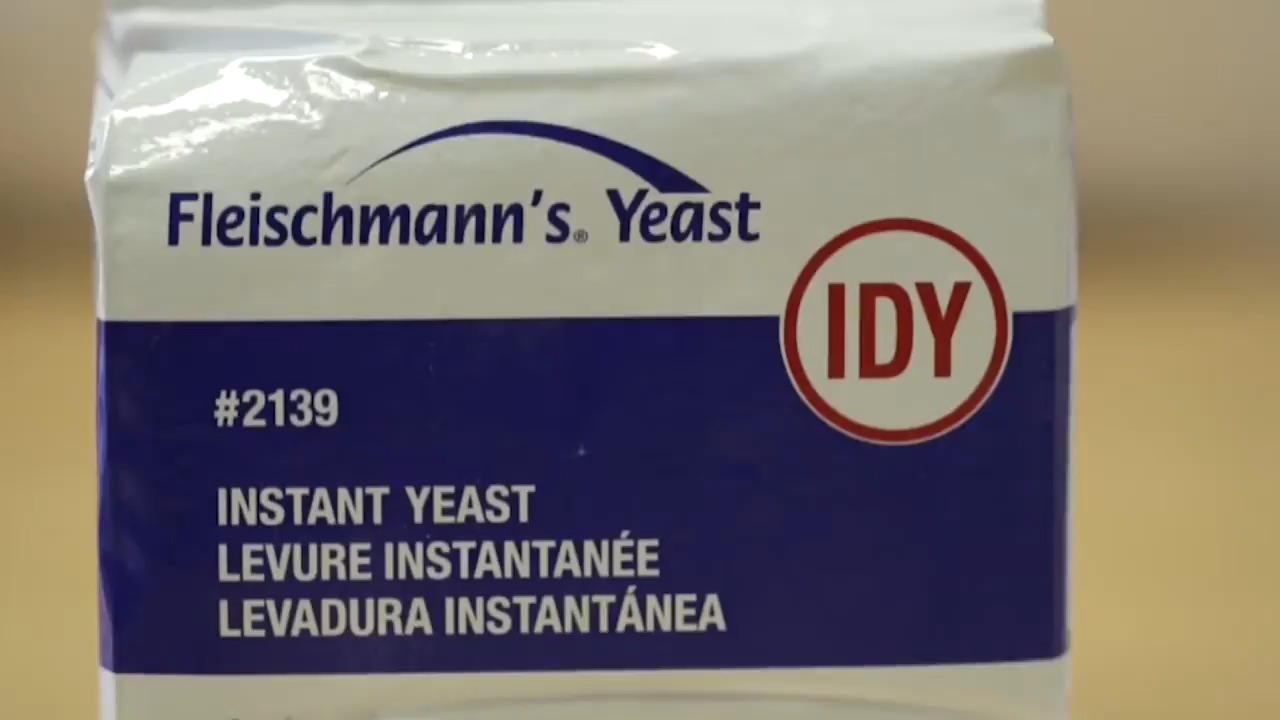 Fleischmann's® Yeast
IDY
#2139
INSTANT YEAST
LEVURE INSTANTANÉE
LEVADURA INSTANTÁNEA